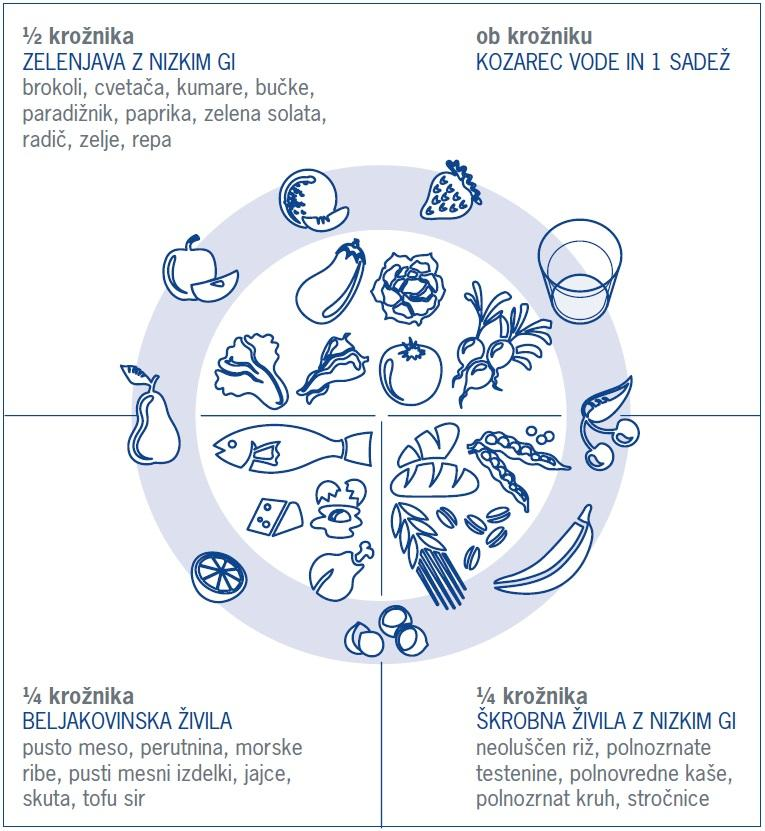 ½ krožnika
ZELENJAVA Z NIZKIM GI
brokoli, cvetača, kumare, bučke,
paradižnik, paprika, zelena solata,
radič, zelje, repa
ob krožniku
KOZAREC VODE IN 1 SADEŽ
¼ krožnika
BELJAKOVINSKA ŽIVILA
pusto meso, perutnina, morske
ribe, pusti mesni izdelki, jajce,
skuta, tofu sir
¼ krožnika
ŠKROBNA ŽIVILA Z NIZKIM GI
neoluščen riž, polnozrnate
testenine, polnovredne kaše,
polnozrnat kruh, stročnice